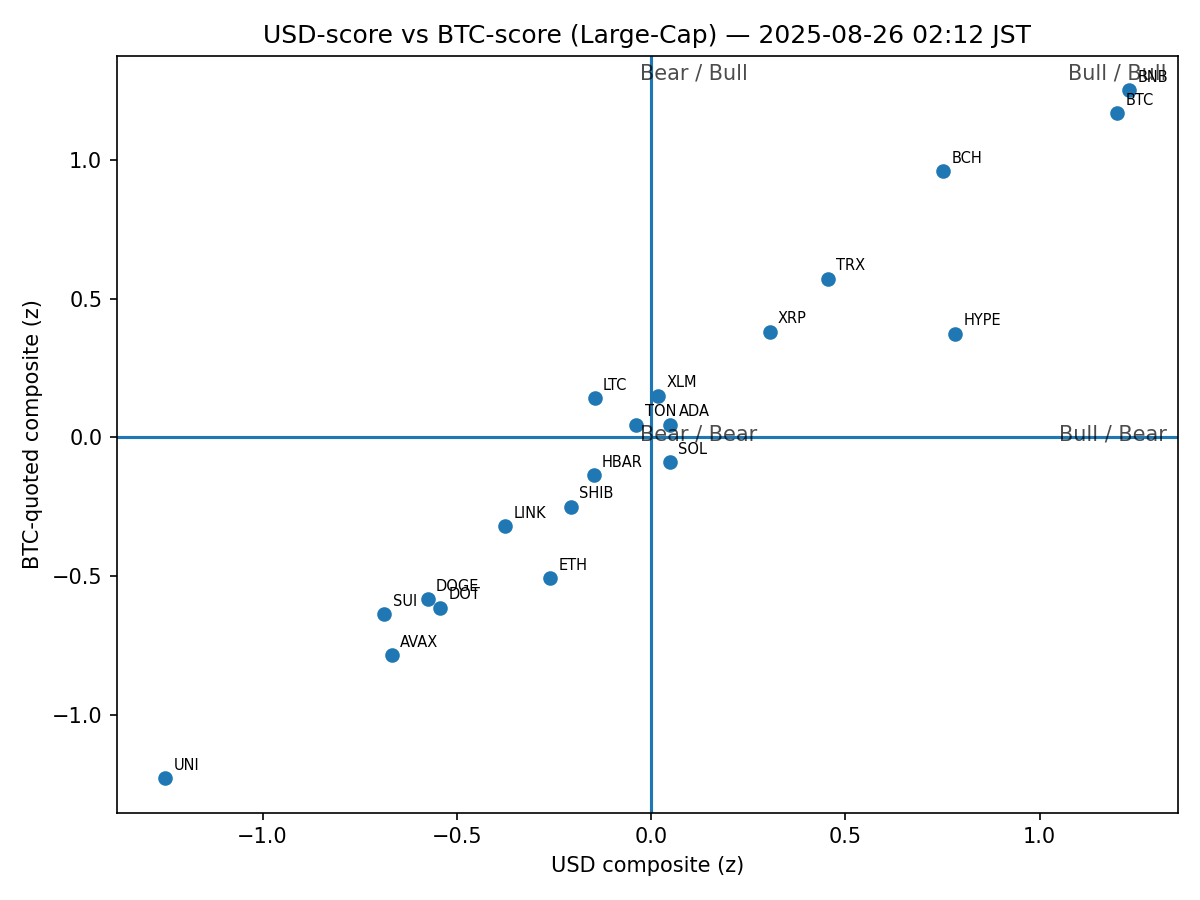 USD-score vs BTC-score (Large-Cap) — 2025-08-26 02:12 JST
Bear / Bull
Bull / Bull
BNB
BTC
1.0
BCH
TRX
0.5
XRP
HYPE
LTC
XLM
TON
ADA
0.0
Bear / Bear
Bull / Bear
SOL
HBAR
SHIB
LINK
ETH
−0.5
DOGE
DOT
SUI
AVAX
−1.0
UNI
−1.0
−0.5
0.0
0.5
1.0
USD composite (z)
BTC-quoted composite (z)